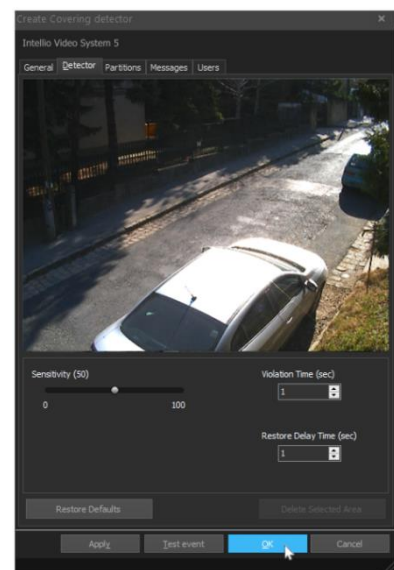 Create Covering detector
Intellio Video System 5
General Detector Partitions Messages Users
Sensitivity (50)
Violation Time (sec)
1
0 100
Restore Delay Time (sec)
1
Restore Defaults Delete Selected Area
Apply Test event OK Cancel